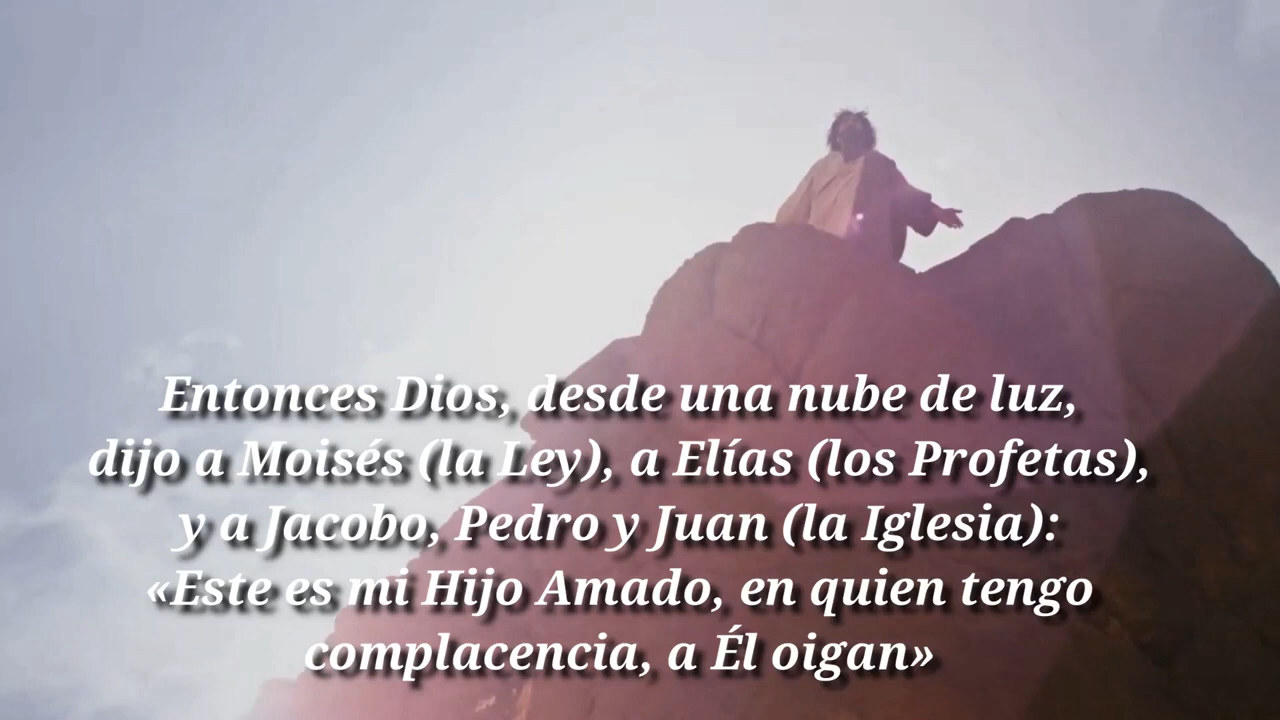 Entonces Dios, desde una nube de luz,
dijo a Moisés (la Ley), a Elías (los Profetas),
y a Jacobo, Pedro y Juan (la Iglesia):
«Este es mi Hijo Amado, en quien tengo
complacencia, a Él oigan»